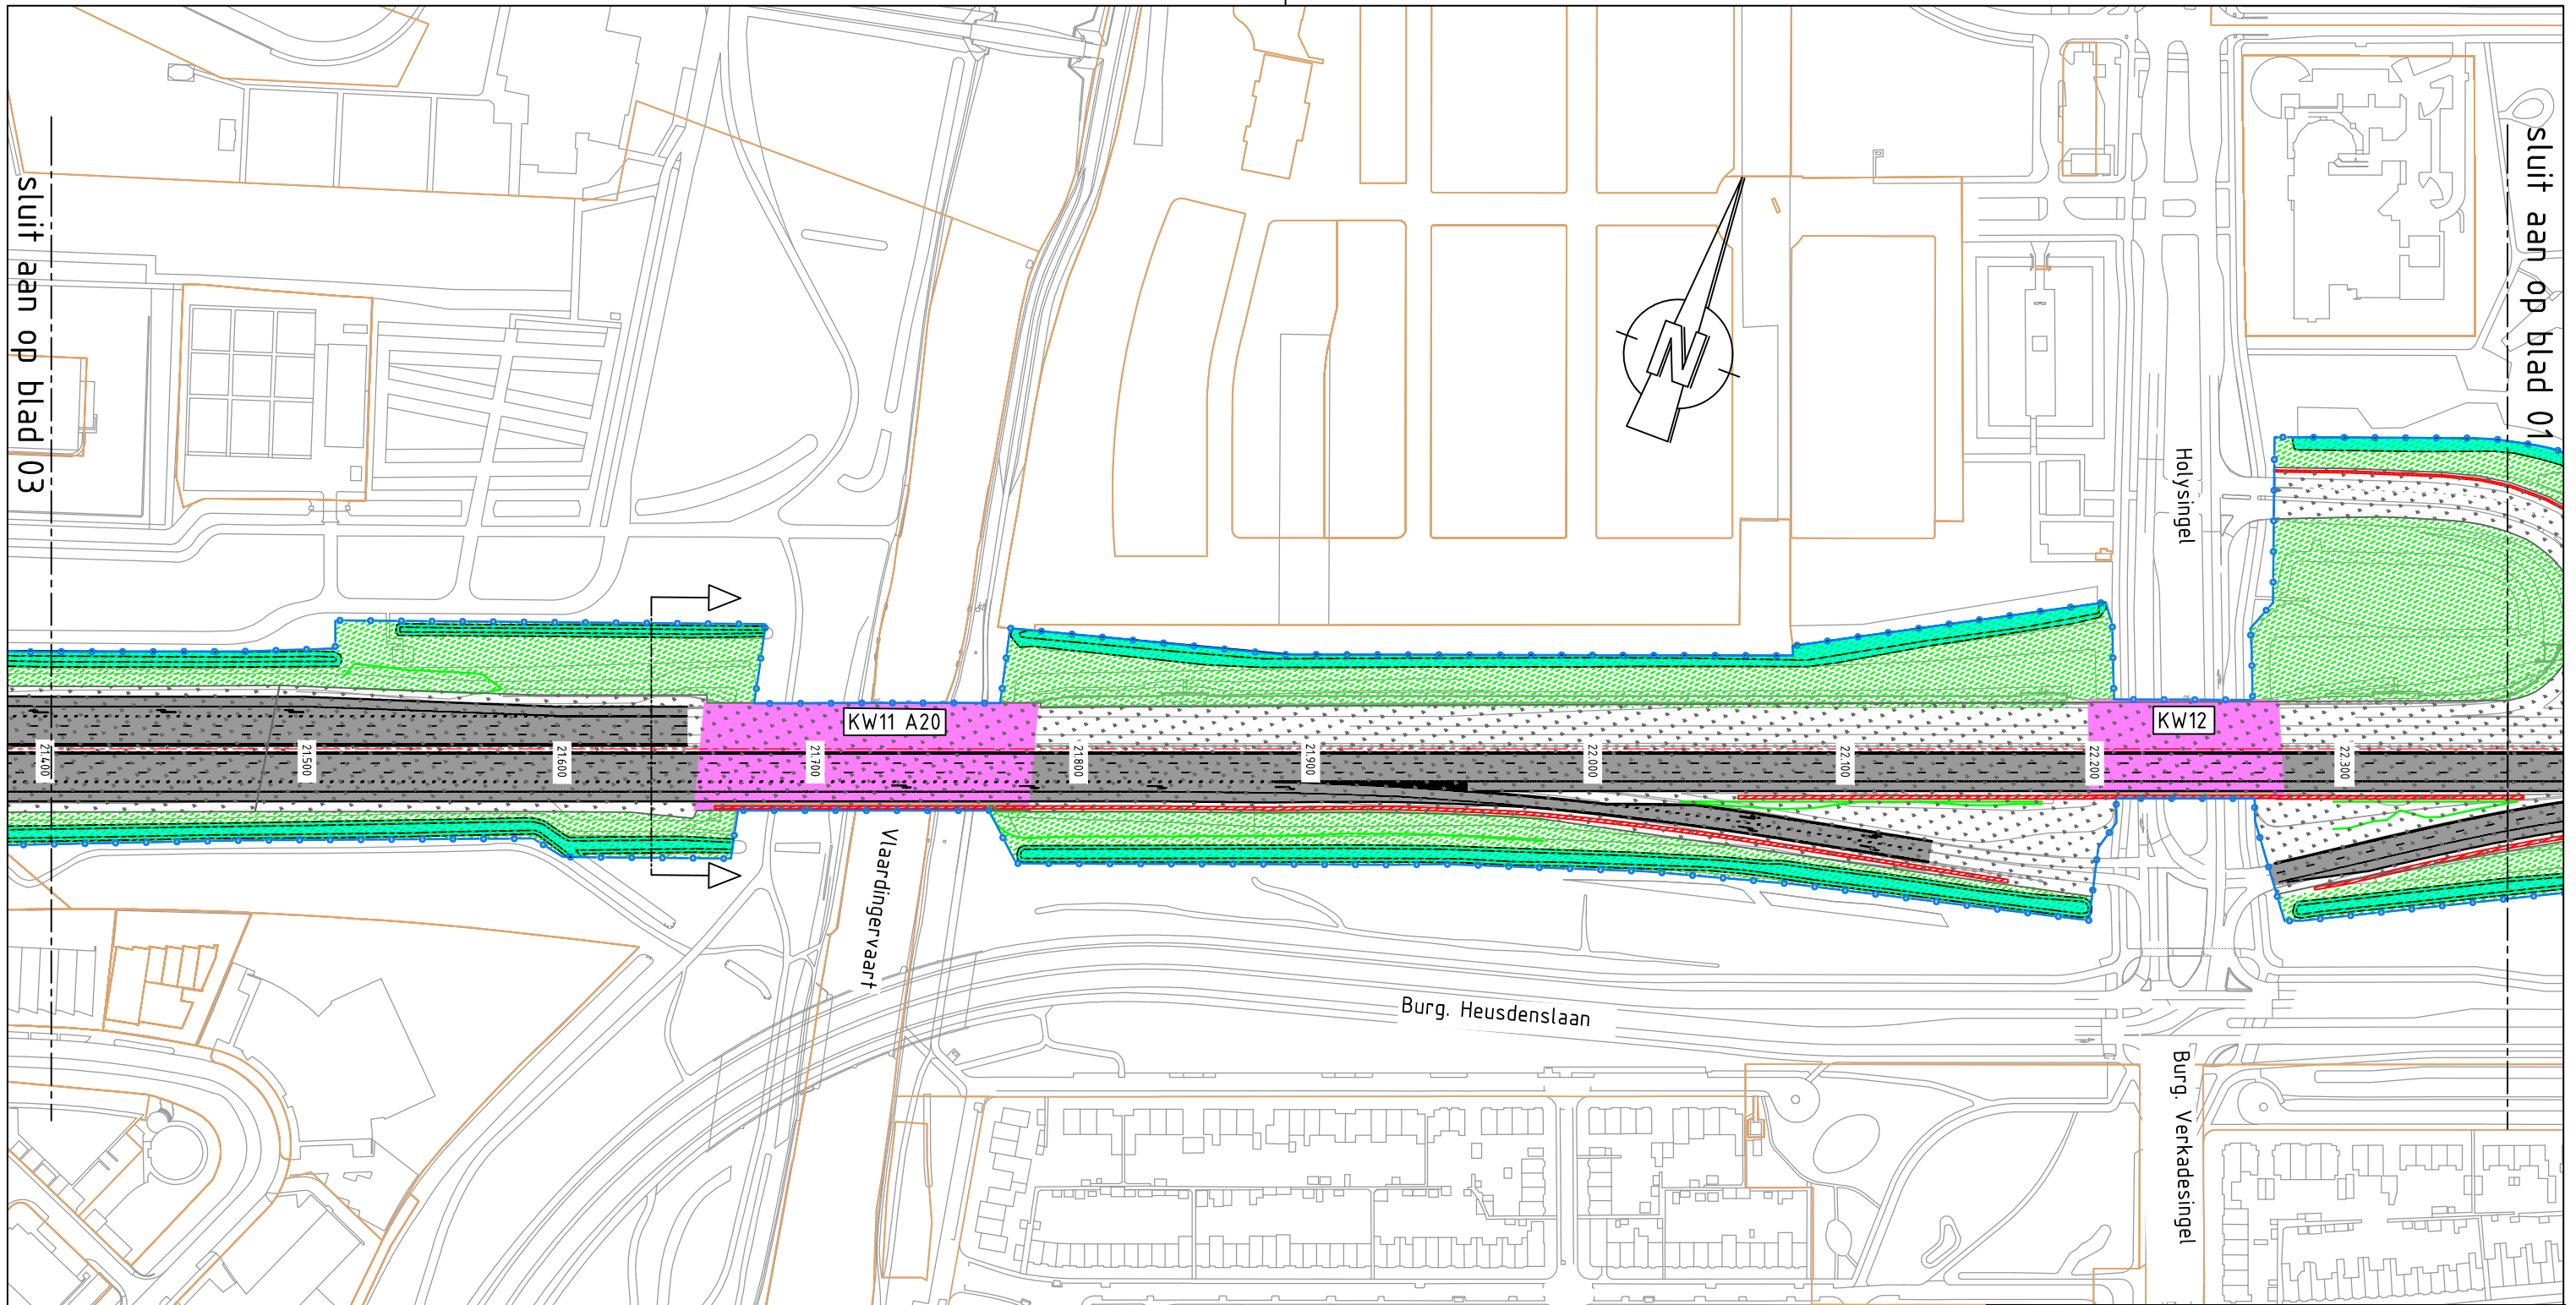 sluit aan op blad 03
sluit aan op blad 01
N
Holysingel
KW11 A20
KW12
21.400
21.500
21.600
21.700
21.800
21.900
22.000
22.100
22.200
22.300
Vlaardingervaart
Burg. Heusdenslaan
Burg. Verkadesingel